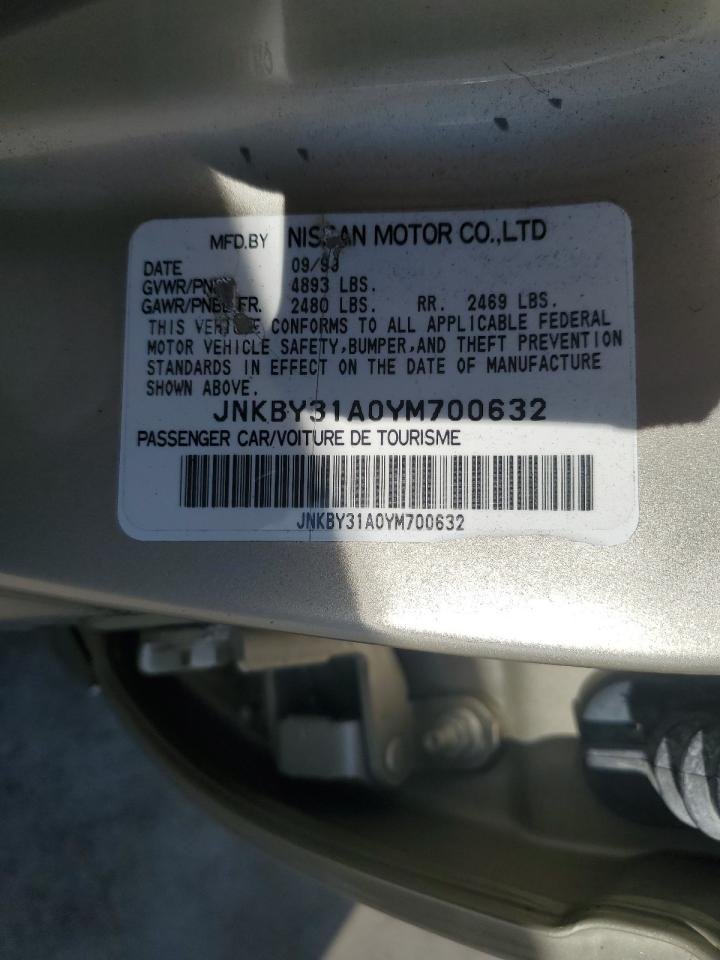 MFD.BY NISSAN MOTOR CO.,LTD
DATE 09/98
GVWR/PNBV 4893 LBS.
GAWR/PNBE FR. 2480 LBS. RR. 2469 LBS.
THIS VEHICLE CONFORMS TO ALL APPLICABLE FEDERAL
MOTOR VEHICLE SAFETY,BUMPER,AND THEFT PREVENTION
STANDARDS IN EFFECT ON THE DATE OF MANUFACTURE
SHOWN ABOVE.
JNKBY31A0YM700632
PASSENGER CAR/VOITURE DE TOURISME
JNKBY31A0YM700632